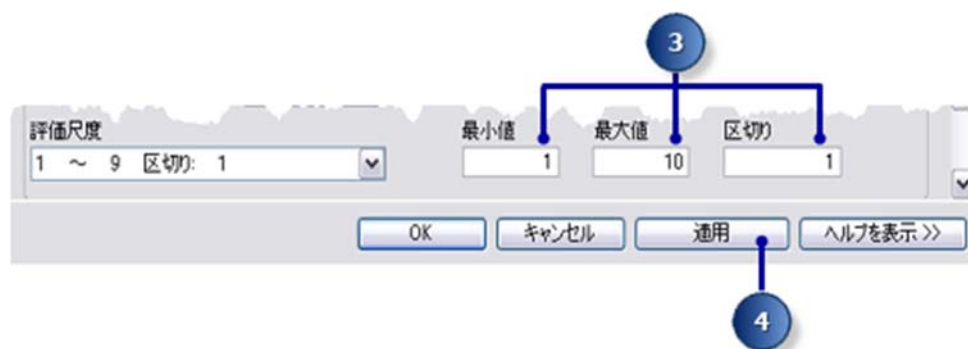 3
評価尺度 最小値 最大値 区切り
1 ～ 9 区切り: 1 1 10 1
OK キャンセル 適用 ヘルプを表示 >>
4